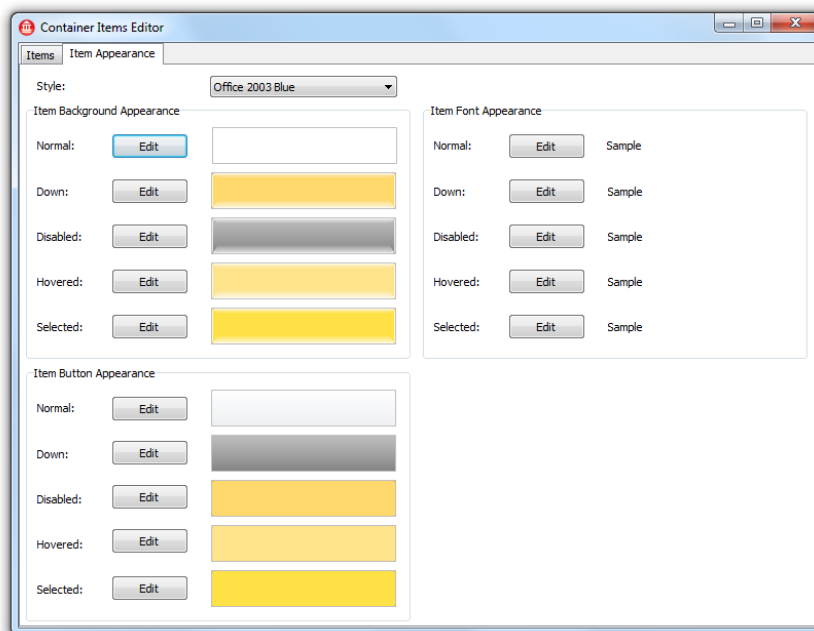 Container Items Editor
Items Item Appearance
Style: Office 2003 Blue
Item Background Appearance
Normal: Edit
Down: Edit
Disabled: Edit
Hovered: Edit
Selected: Edit
Item Font Appearance
Normal: Edit Sample
Down: Edit Sample
Disabled: Edit Sample
Hovered: Edit Sample
Selected: Edit Sample
Item Button Appearance
Normal: Edit
Down: Edit
Disabled: Edit
Hovered: Edit
Selected: Edit